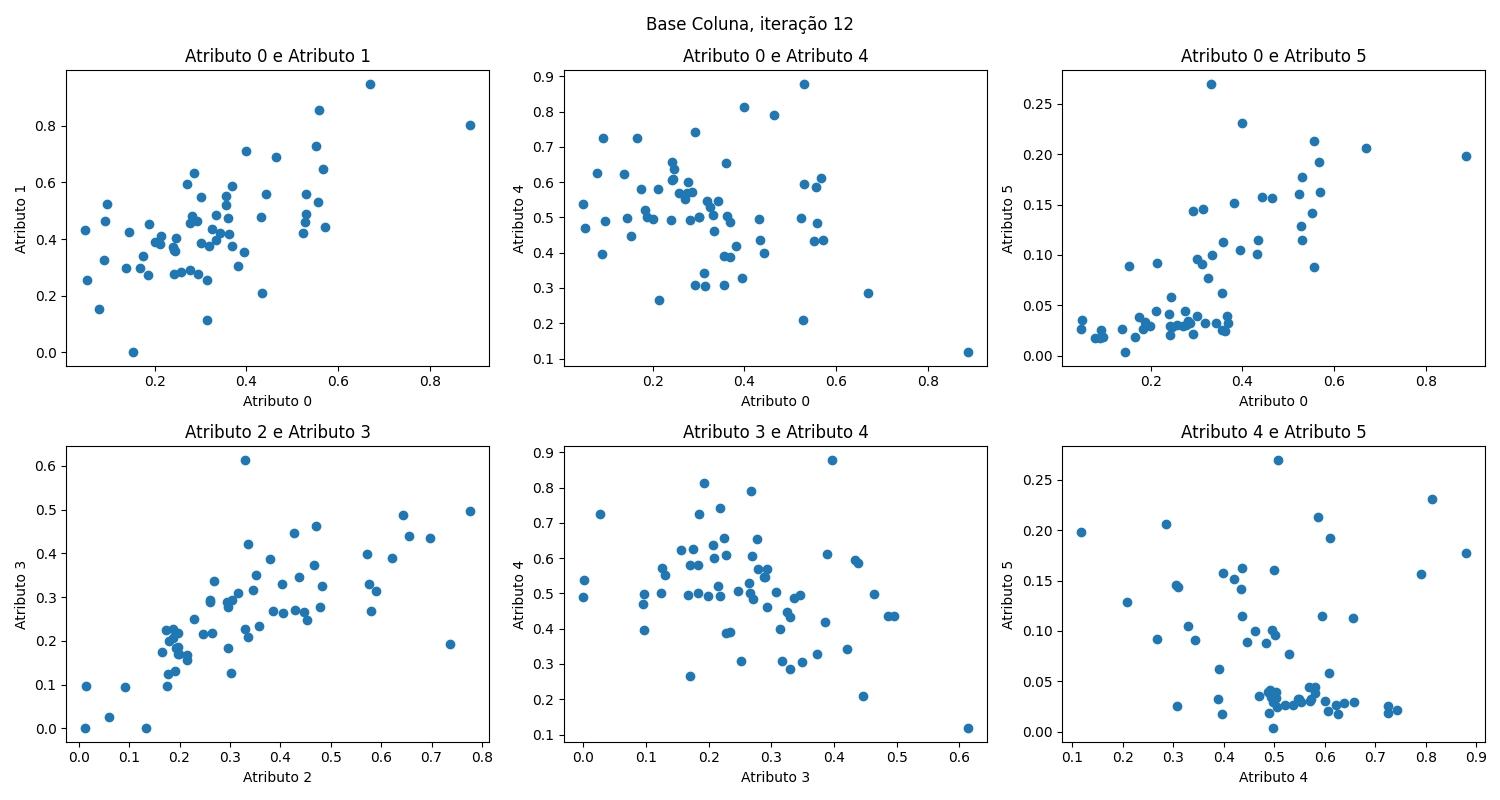 Base Coluna, iteração 12
Atributo 0 e Atributo 1
Atributo 1
0.8
0.6
0.4
0.2
0.0
0.2 0.4 0.6 0.8
Atributo 0
Atributo 0 e Atributo 4
Atributo 4
0.9
0.8
0.7
0.6
0.5
0.4
0.3
0.2
0.1
0.2 0.4 0.6 0.8
Atributo 0
Atributo 0 e Atributo 5
Atributo 5
0.25
0.20
0.15
0.10
0.05
0.00
0.2 0.4 0.6 0.8
Atributo 0
Atributo 2 e Atributo 3
Atributo 3
0.6
0.5
0.4
0.3
0.2
0.1
0.0
0.0 0.1 0.2 0.3 0.4 0.5 0.6 0.7 0.8
Atributo 2
Atributo 3 e Atributo 4
Atributo 4
0.9
0.8
0.7
0.6
0.5
0.4
0.3
0.2
0.1
0.0 0.1 0.2 0.3 0.4 0.5 0.6
Atributo 3
Atributo 4 e Atributo 5
Atributo 5
0.25
0.20
0.15
0.10
0.05
0.00
0.1 0.2 0.3 0.4 0.5 0.6 0.7 0.8 0.9
Atributo 4